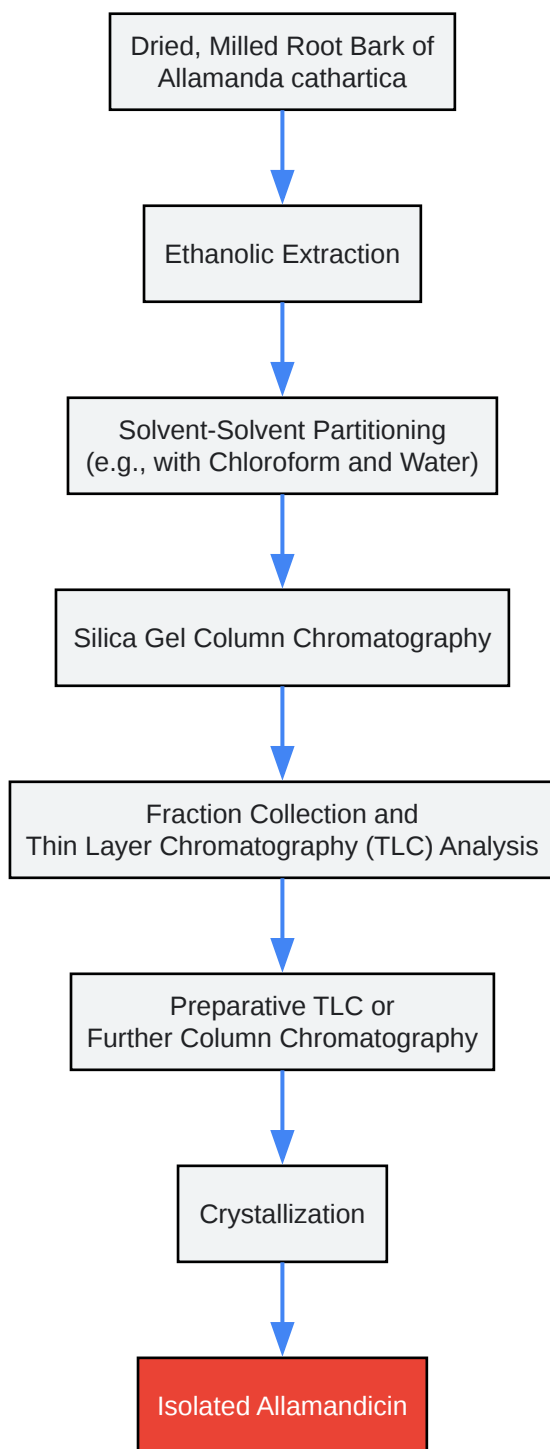 Dried, Milled Root Bark of
Allamanda cathartica
Ethanolic Extraction
Solvent-Solvent Partitioning
(e.g., with Chloroform and Water)
Silica Gel Column Chromatography
Fraction Collection and
Thin Layer Chromatography (TLC) Analysis
Preparative TLC or
Further Column Chromatography
Crystallization
Isolated Allamandicin